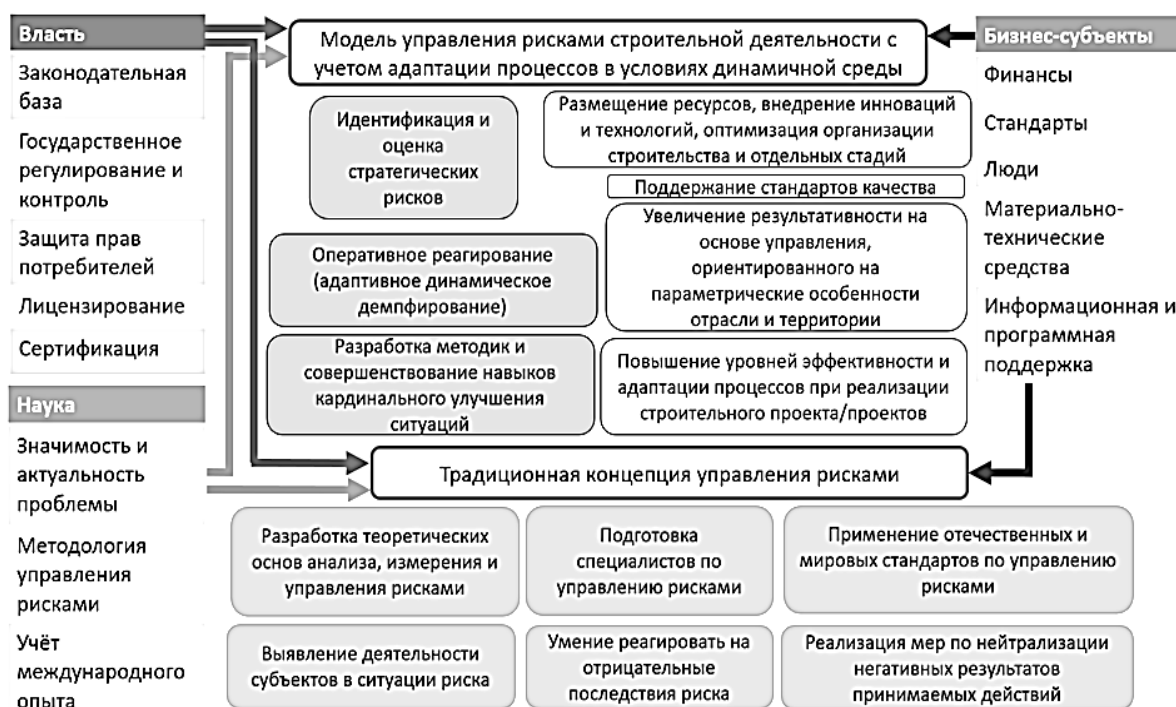 Власть
Законодательная
база
Государственное
регулирование и
контроль
Защита прав
потребителей
Лицензирование
Сертификация
Наука
Значимость и
актуальность
проблемы
Методология
управления
рисками
Учёт
международного
опыта
Модель управления рисками строительной деятельности с
учетом адаптации процессов в условиях динамичной среды
Идентификация и
оценка
стратегических
рисков
Оперативное реагирование
(адаптивное динамическое
демпфирование)
Разработка методик и
совершенствование навыков
кардинального улучшения
ситуаций
Размещение ресурсов, внедрение инноваций
и технологий, оптимизация организации
строительства и отдельных стадий
Поддержание стандартов качества
Увеличение результативности на
основе управления,
ориентированного на
параметрические особенности
отрасли и территории
Повышение уровней эффективности и
адаптации процессов при реализации
строительного проекта/проектов
Традиционная концепция управления рисками
Разработка теоретических
основ анализа, измерения и
управления рисками
Подготовка
специалистов по
управлению рисками
Применение отечественных и
мировых стандартов по управлению
рисками
Выявление деятельности
субъектов в ситуации риска
Умение реагировать на
отрицательные
последствия риска
Реализация мер по нейтрализации
негативных результатов
принимаемых действий
Бизнес-субъекты
Финансы
Стандарты
Люди
Материально-
технические
средства
Информационная и
программная
поддержка